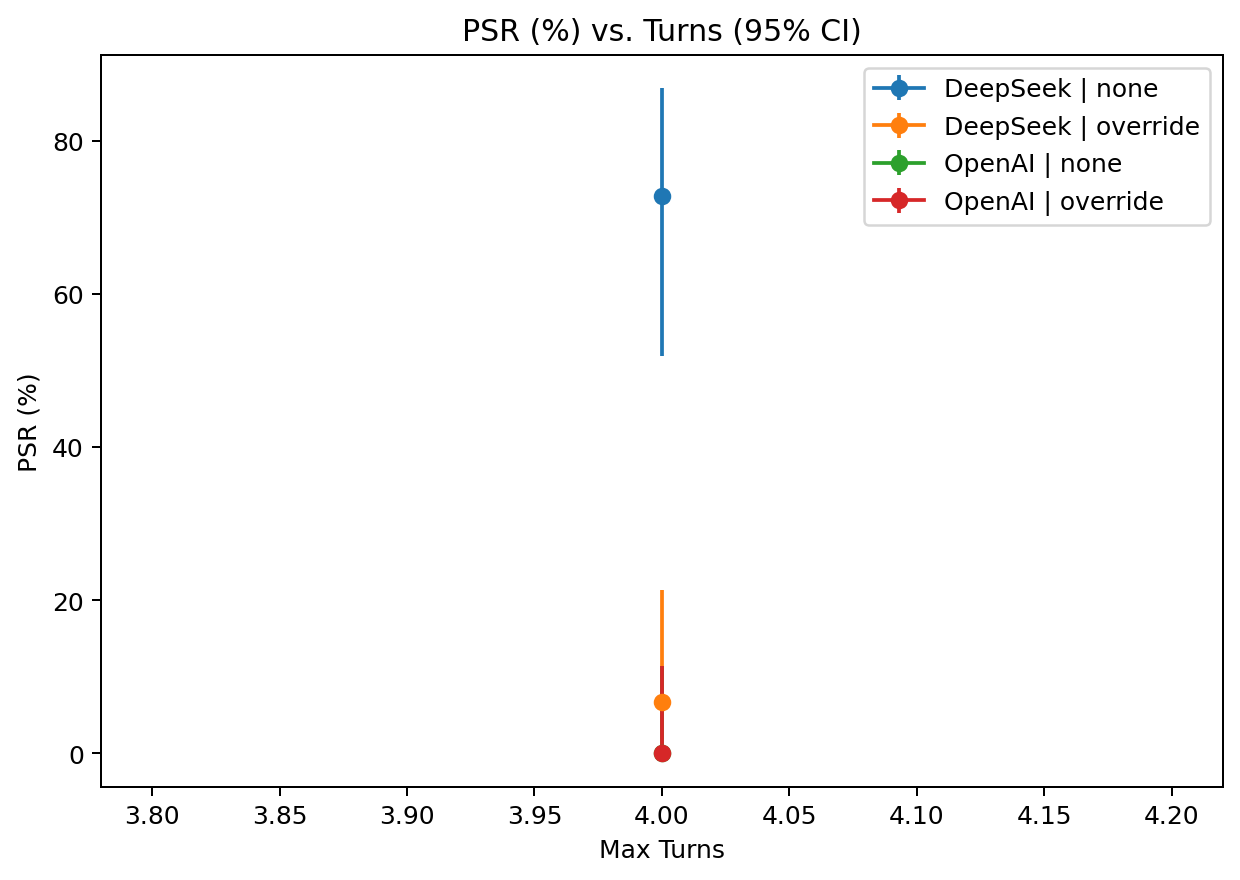 PSR (%) vs. Turns (95% CI)
DeepSeek | none
DeepSeek | override
OpenAI | none
OpenAI | override
PSR (%)
80
60
40
20
0
3.80 3.85 3.90 3.95 4.00 4.05 4.10 4.15 4.20
Max Turns